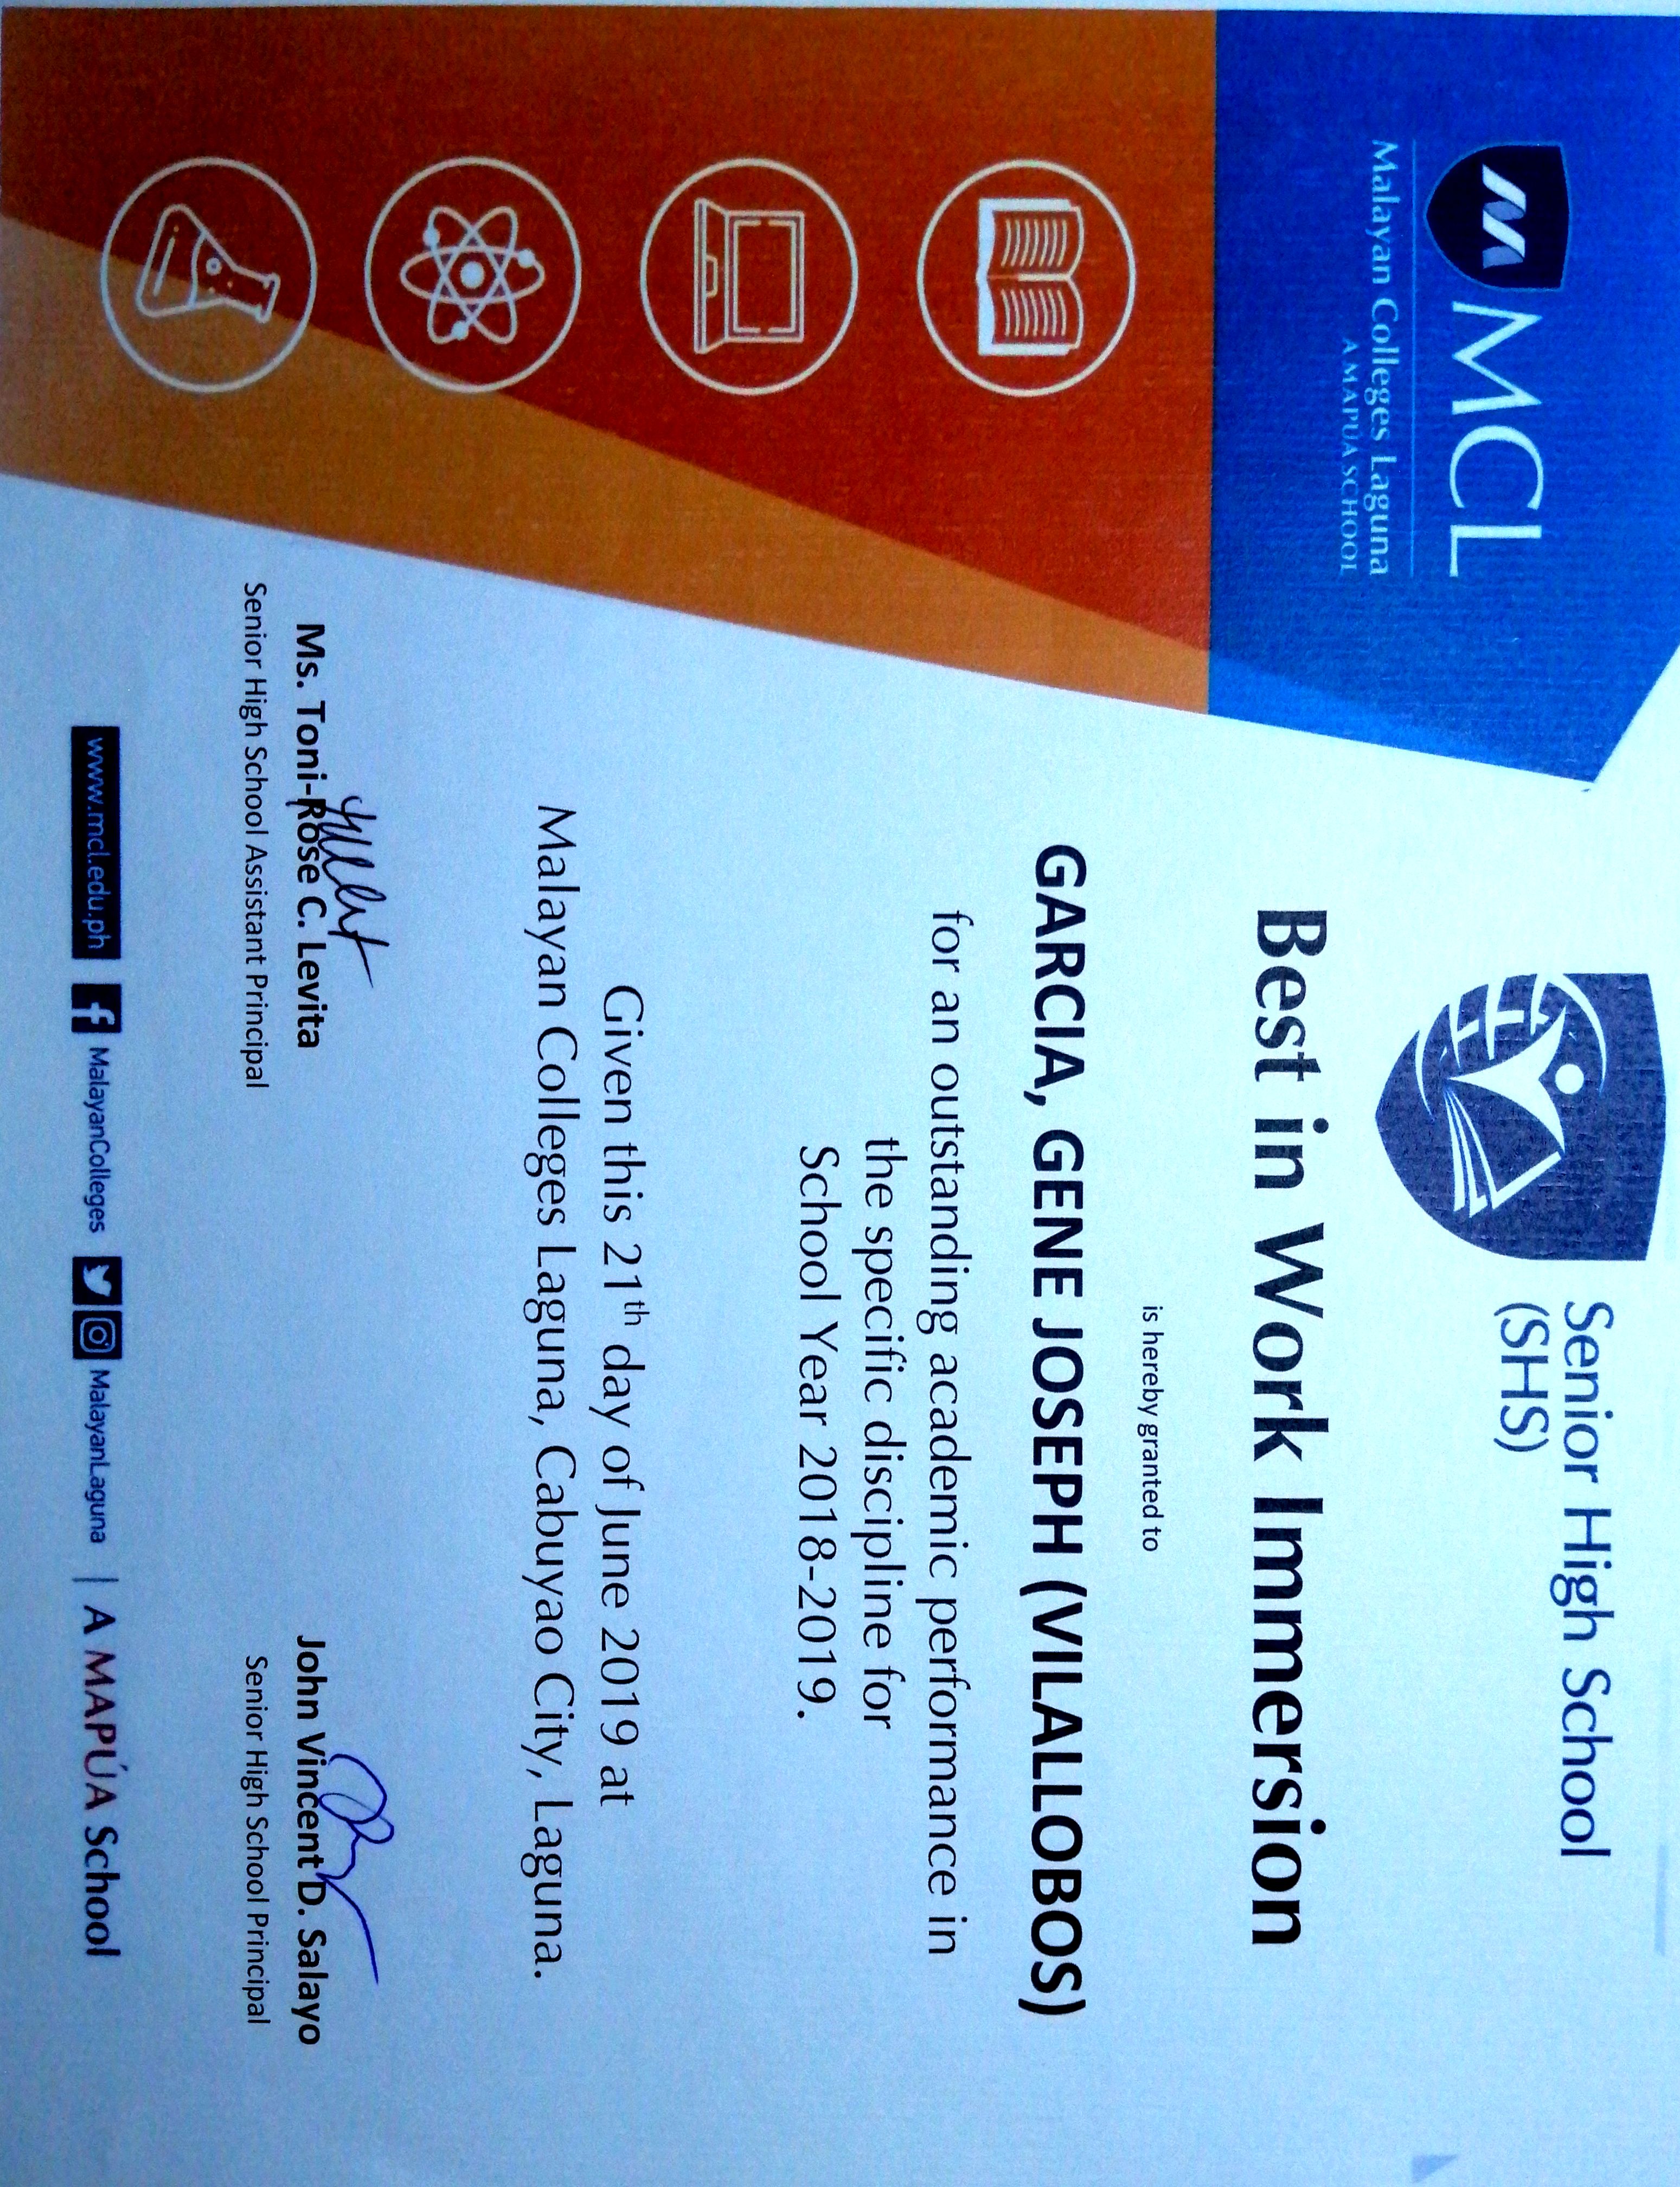 MCL
Malayan Colleges Laguna
A MAPÚA SCHOOL
Senior High School
(SHS)
Best in Work Immersion
is hereby granted to
GARCIA, GENE JOSEPH (VILALLOBOS)
for an outstanding academic performance in
the specific discipline for
School Year 2018-2019.
Given this 21th day of June 2019 at
Malayan Colleges Laguna, Cabuyao City, Laguna.
Ms. Toni-Rose C. Levita
Senior High School Assistant Principal
John Vincent D. Salayo
Senior High School Principal
www.mcl.edu.ph MalayanColleges MalayanLaguna | A MAPÚA School